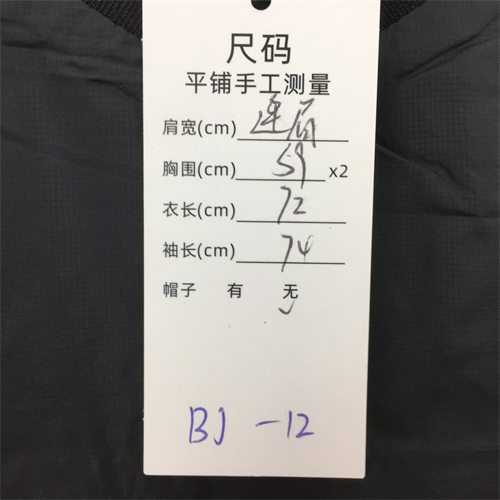 尺码
平铺手工测量
肩宽(cm) 连肩
胸围(cm) 59 x2
衣长(cm) 72
袖长(cm) 74
帽子 有 无
BJ -12